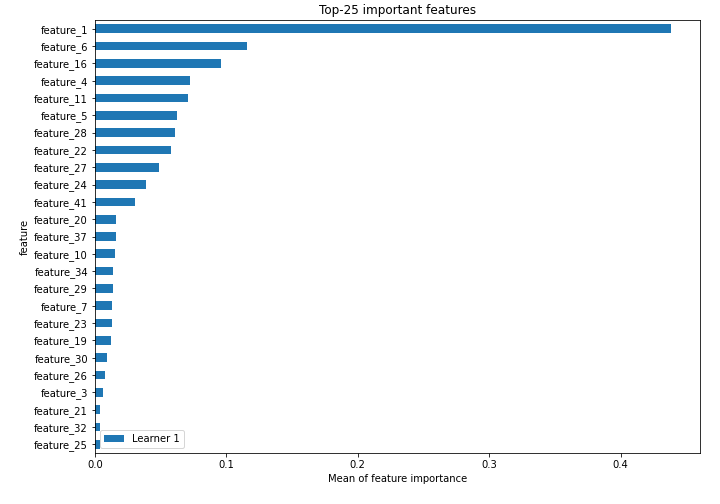 Top-25 important features
feature_1
feature_6
feature_16
feature_4
feature_11
feature_5
feature_28
feature_22
feature_27
feature_24
feature_41
feature_20
feature_37
feature_10
feature_34
feature_29
feature_7
feature_23
feature_19
feature_30
feature_26
feature_3
feature_21
feature_32
feature_25
feature
Learner 1
0.0 0.1 0.2 0.3 0.4
Mean of feature importance